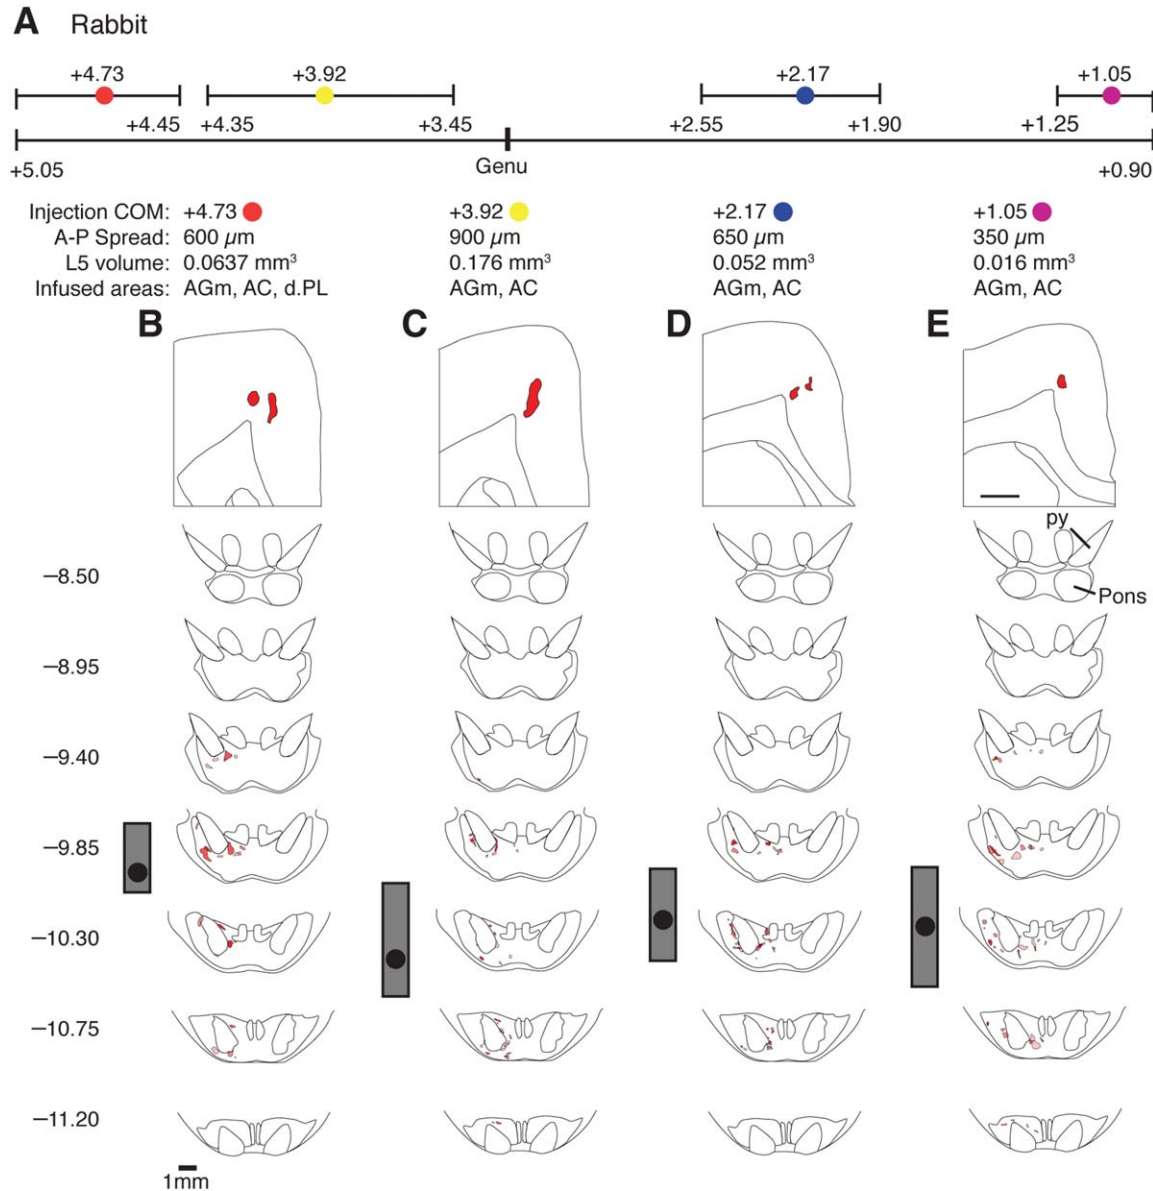 A Rabbit
+4.73 +3.92 +2.17 +1.05
+4.45 +4.35 +3.45 +2.55 +1.90 +1.25
+5.05 Genu +0.90
Injection COM: +4.73 +3.92 +2.17 +1.05
A-P Spread: 600 µm 900 µm 650 µm 350 µm
L5 volume: 0.0637 mm³ 0.176 mm³ 0.052 mm³ 0.016 mm³
Infused areas: AGm, AC, d.PL AGm, AC AGm, AC AGm, AC
B C D E
py
−8.50
Pons
−8.95
−9.40
−9.85
−10.30
−10.75
−11.20
1mm